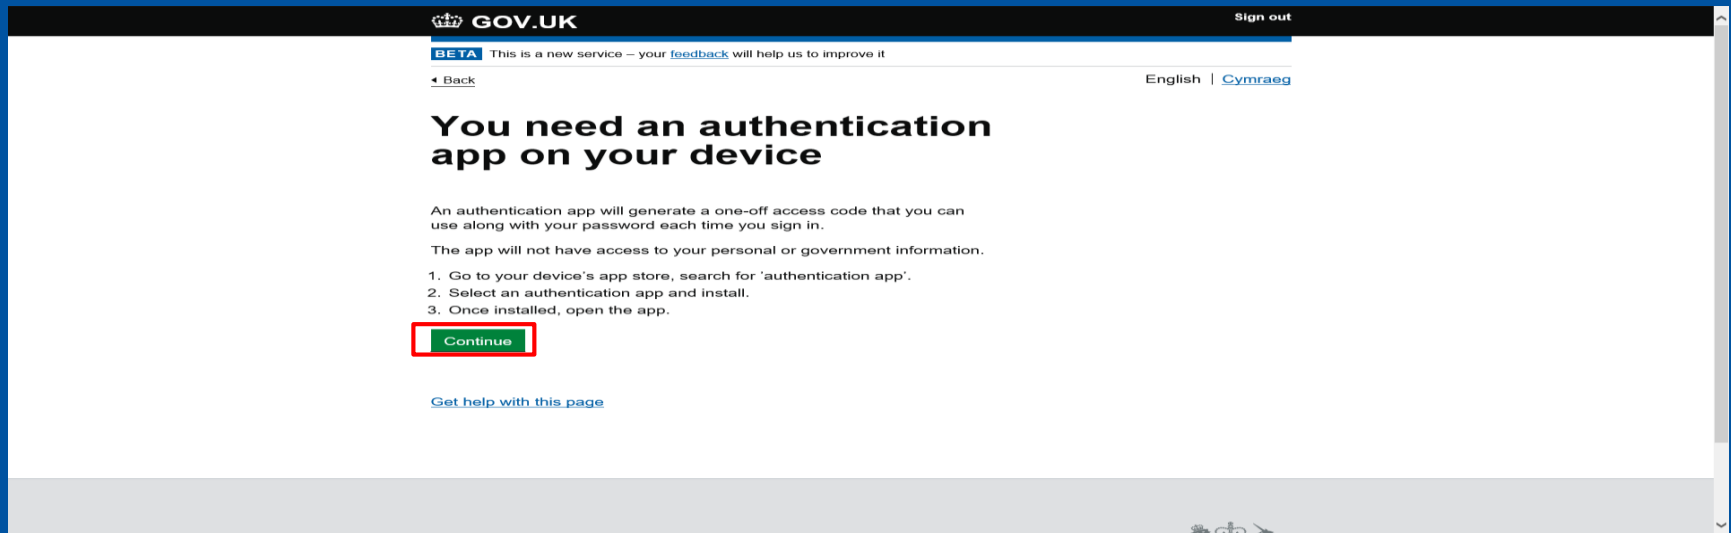 GOV.UK
Sign out
BETA This is a new service – your feedback will help us to improve it
Back
English | Cymraeg
You need an authentication
app on your device
An authentication app will generate a one-off access code that you can
use along with your password each time you sign in.
The app will not have access to your personal or government information.
1. Go to your device's app store, search for 'authentication app'.
2. Select an authentication app and install.
3. Once installed, open the app.
Continue
Get help with this page